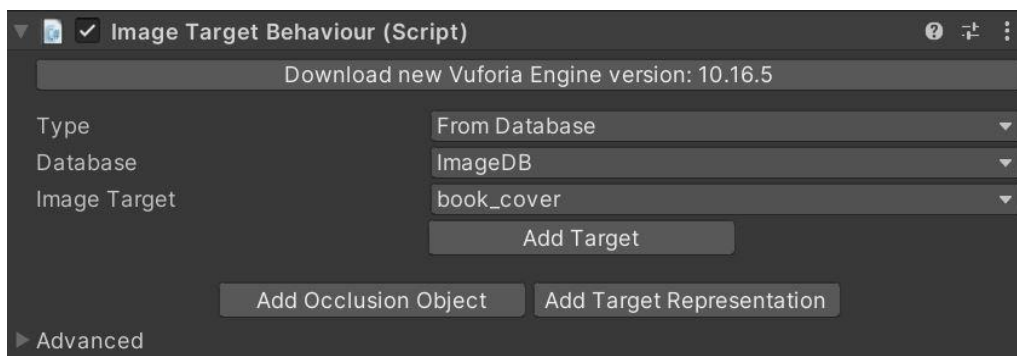 Image Target Behaviour (Script)
Download new Vuforia Engine version: 10.16.5
Type From Database
Database ImageDB
Image Target book_cover
Add Target
Add Occlusion Object Add Target Representation
Advanced